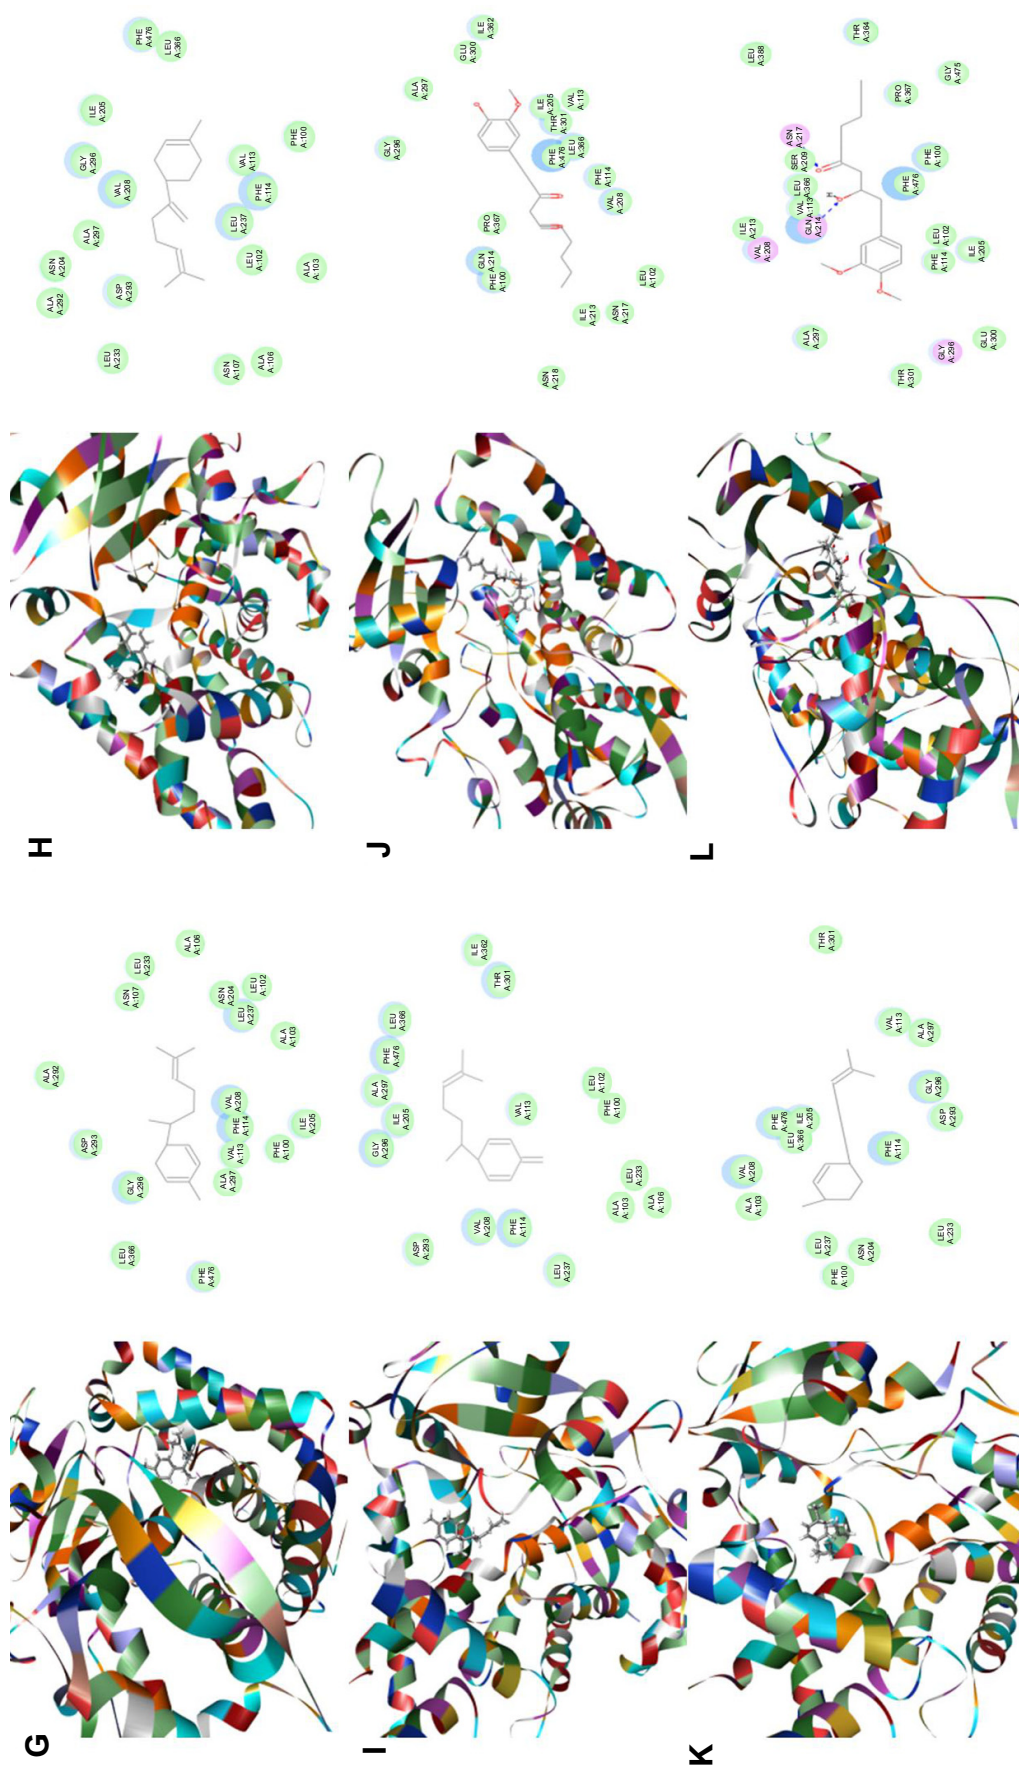 G
LEU
A:366
PHE
A:476
ASP
A:293
GLY
A:296
ALA
A:292
ALA
A:297
VAL
A:113
PHE
A:114
VAL
A:208
PHE
A:100
ILE
A:205
ASN
A:107
LEU
A:233
ALA
A:106
ASN
A:204
LEU
A:237
LEU
A:102
ALA
A:103
H
LEU
A:233
ALA
A:292
ASN
A:204
ALA
A:297
ASP
A:293
VAL
A:208
GLY
A:296
ILE
A:205
PHE
A:476
LEU
A:366
ASN
A:107
ALA
A:106
LEU
A:102
LEU
A:237
PHE
A:114
VAL
A:113
PHE
A:100
ALA
A:103
I
ASP
A:293
GLY
A:296
ILE
A:205
ALA
A:297
PHE
A:476
LEU
A:366
ILE
A:362
THR
A:301
VAL
A:208
PHE
A:114
LEU
A:237
VAL
A:113
LEU
A:102
PHE
A:100
LEU
A:233
ALA
A:103
ALA
A:106
J
GLY
A:296
ALA
A:297
GLU
A:300
ILE
A:362
ILE
A:205
THR
A:301
VAL
A:113
PHE
A:476
LEU
A:366
PHE
A:114
VAL
A:208
PRO
A:367
GLN
A:214
PHE
A:100
ILE
A:213
ASN
A:217
LEU
A:102
ASN
A:218
K
ALA
A:103
VAL
A:208
PHE
A:476
LEU
A:366
ILE
A:205
THR
A:301
VAL
A:113
ALA
A:297
GLY
A:296
ASP
A:293
PHE
A:114
LEU
A:237
PHE
A:100
ASN
A:204
LEU
A:233
L
ILE
A:213
VAL
A:208
GLN
A:214
VAL
A:113
LEU
A:366
SER
A:209
ASN
A:217
LEU
A:388
THR
A:364
PRO
A:367
GLY
A:475
PHE
A:476
PHE
A:100
LEU
A:102
PHE
A:114
ILE
A:205
ALA
A:297
THR
A:301
GLY
A:296
GLU
A:300
H